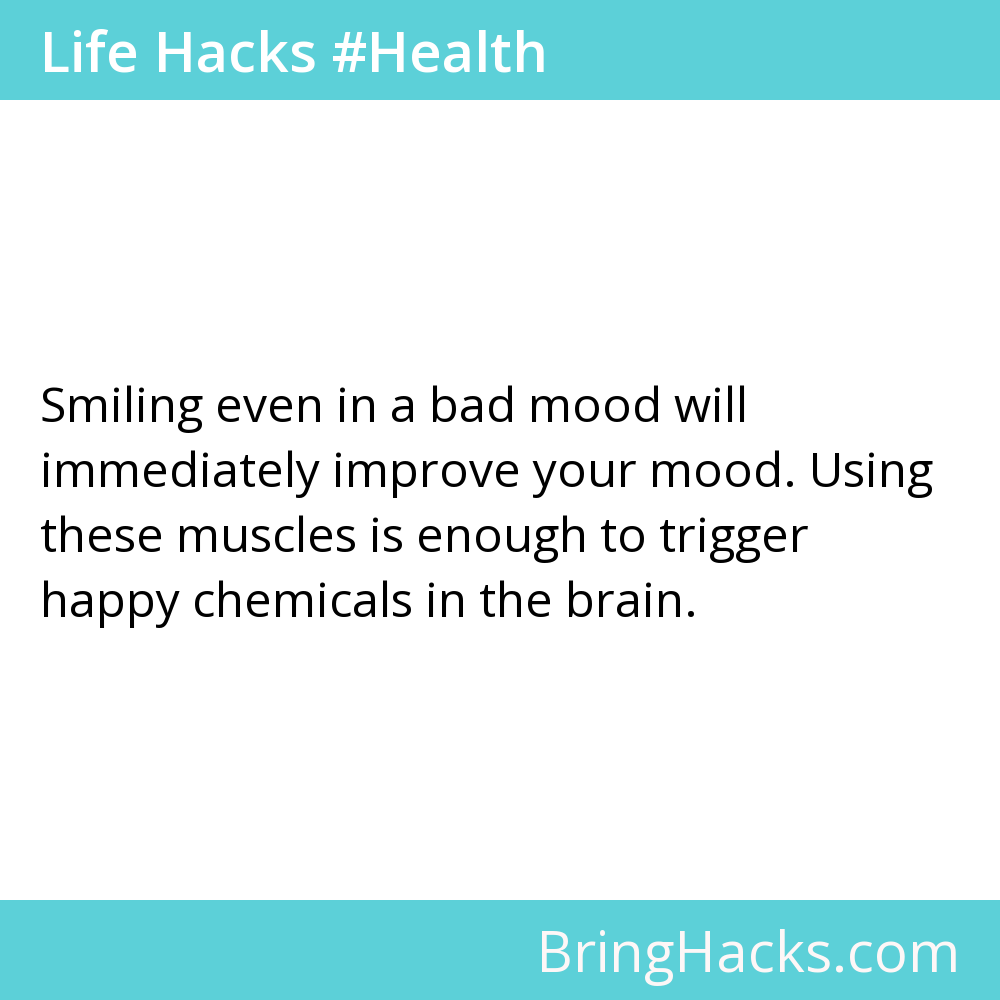 Life Hacks #Health
Smiling even in a bad mood will
immediately improve your mood. Using
these muscles is enough to trigger
happy chemicals in the brain.
BringHacks.com